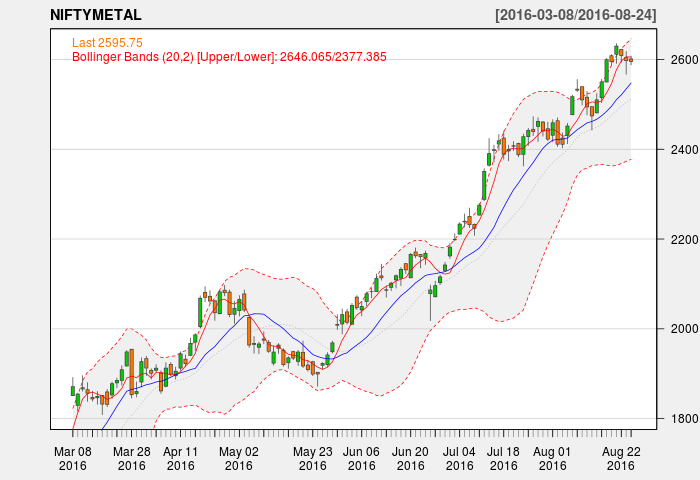 NIFTYMETAL
[2016-03-08/2016-08-24]
Last 2595.75
Bollinger Bands (20,2) [Upper/Lower]: 2646.065/2377.385
2600
2400
2200
2000
1800
Mar 08 2016
Mar 28 2016
Apr 11 2016
May 02 2016
May 23 2016
Jun 06 2016
Jun 20 2016
Jul 04 2016
Jul 18 2016
Aug 01 2016
Aug 22 2016